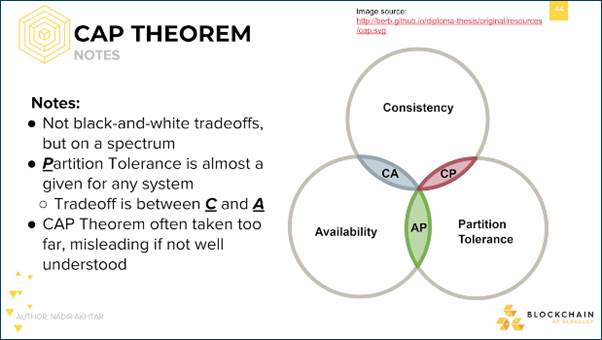 CAP THEOREM
NOTES
Image source:
http://berb.github.io/diploma-thesis/original/resources
/cap.svg
44
Notes:
● Not black-and-white tradeoffs,
but on a spectrum
● Partition Tolerance is almost a
given for any system
○ Tradeoff is between C and A
● CAP Theorem often taken too
far, misleading if not well
understood
Consistency
CA
CP
Availability
AP
Partition
Tolerance
AUTHOR: NADIR AKHTAR
BLOCKCHAIN
AT BERKELEY